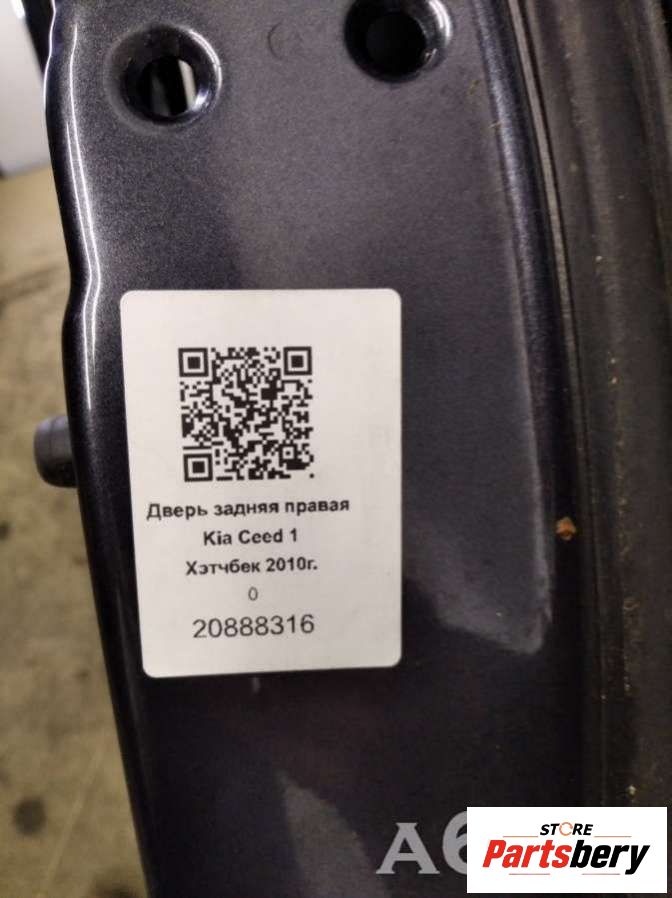 Дверь задняя правая
Kia Ceed 1
Хэтчбек 2010г.
0
20888316
STORE
Partsbery